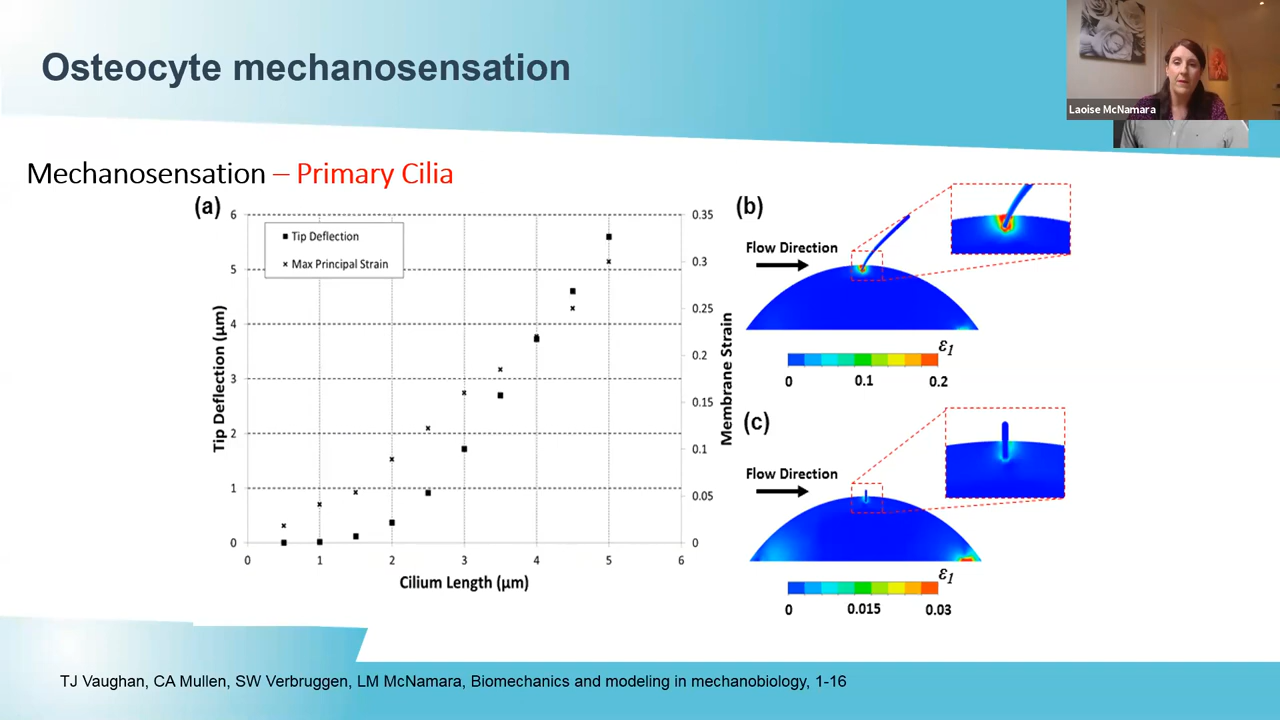 Osteocyte mechanosensation
Laoise McNamara
Mechanosensation – Primary Cilia
(a)
Tip Deflection
Max Principal Strain
Tip Deflection (μm)
6
5
4
3
2
1
0
0 1 2 3 4 5 6
Cilium Length (μm)
0.35
0.3
0.25
0.2
0.15
0.1
0.05
0
Membrane Strain
(b)
Flow Direction
ε1
0 0.1 0.2
(c)
Flow Direction
ε1
0 0.015 0.03
TJ Vaughan, CA Mullen, SW Verbruggen, LM McNamara, Biomechanics and modeling in mechanobiology, 1-16